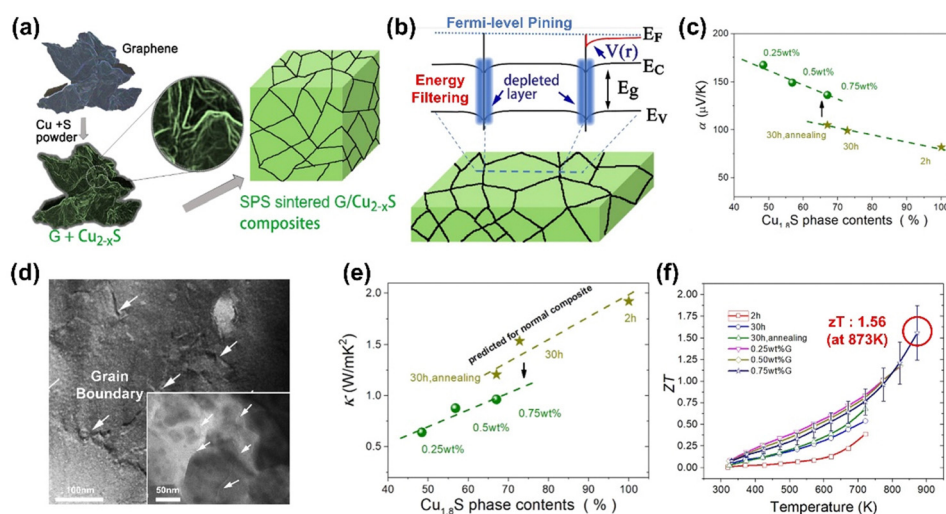 (a)
Graphene
Cu +S
powder
G + Cu2-xS
SPS sintered G/Cu2-xS
composites
(b)
Fermi-level Pining
EF
V(r)
EC
Energy
Filtering
depleted
layer
Eg
EV
(c)
α (μV/K)
200
175
150
125
100
75
50
0.25wt%
0.5wt%
0.75wt%
30h,annealing
30h
2h
40 50 60 70 80 90 100
Cu1.8S phase contents ( % )
(d)
Grain
Boundary
100nm
50nm
(e)
κ (W/mK²)
2.0
1.5
1.0
0.5
predicted for normal composite
2h
30h
30h,annealing
0.75wt%
0.5wt%
0.25wt%
50 60 70 80 90 100
Cu1.8S phase contents ( % )
(f)
ZT
2.00
1.75
1.50
1.25
1.00
0.75
0.50
0.25
0.00
2h
30h
30h,annealing
0.25wt%G
0.50wt%G
0.75wt%G
zT : 1.56
(at 873K)
300 400 500 600 700 800 900 1000
Temperature (K)